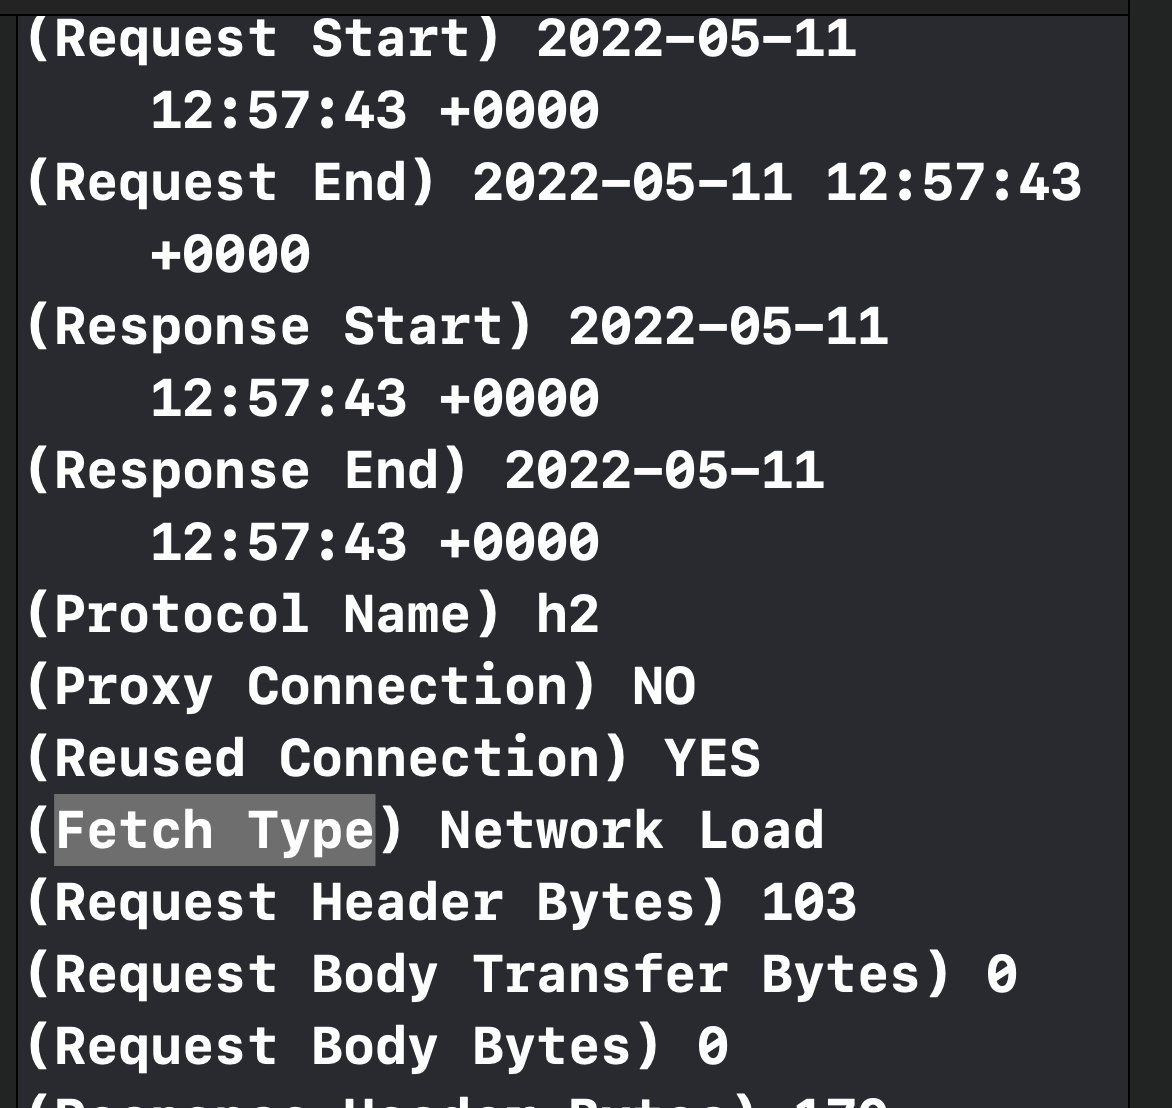 (Request Start) 2022-05-11
12:57:43 +0000
(Request End) 2022-05-11 12:57:43
+0000
(Response Start) 2022-05-11
12:57:43 +0000
(Response End) 2022-05-11
12:57:43 +0000
(Protocol Name) h2
(Proxy Connection) NO
(Reused Connection) YES
(Fetch Type) Network Load
(Request Header Bytes) 103
(Request Body Transfer Bytes) 0
(Request Body Bytes) 0
(Response Header Bytes)